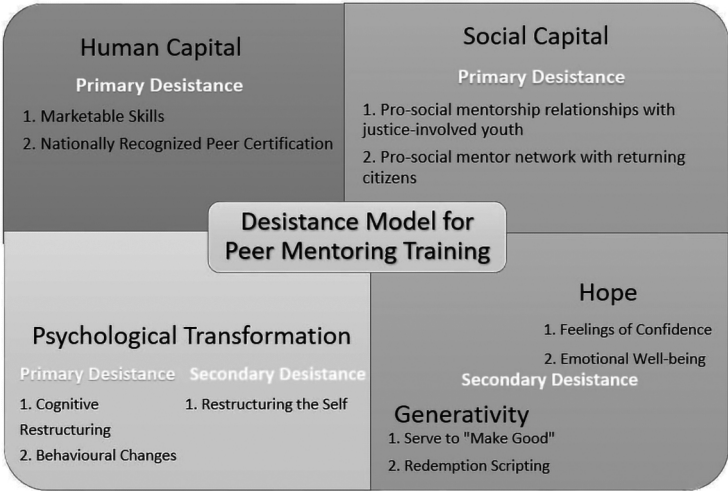 Human Capital
Primary Desistance
1. Marketable Skills
2. Nationally Recognized Peer Certification
Social Capital
Primary Desistance
1. Pro-social mentorship relationships with
justice-involved youth
2. Pro-social mentor network with returning
citizens
Desistance Model for
Peer Mentoring Training
Psychological Transformation
Primary Desistance
1. Cognitive
Restructuring
2. Behavioural Changes
Secondary Desistance
1. Restructuring the Self
Hope
1. Feelings of Confidence
2. Emotional Well-being
Secondary Desistance
Generativity
1. Serve to "Make Good"
2. Redemption Scripting